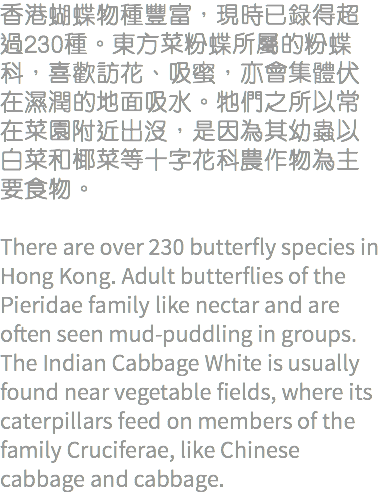 香港蝴蝶物種豐富，現時已錄得超
過230種。東方菜粉蝶所屬的粉蝶
科，喜歡訪花、吸蜜，亦會集體伏
在濕潤的地面吸水。牠們之所以常
在菜園附近出沒，是因為其幼蟲以
白菜和椰菜等十字花科農作物為主
要食物。
There are over 230 butterfly species in
Hong Kong. Adult butterflies of the
Pieridae family like nectar and are
often seen mud-puddling in groups.
The Indian Cabbage White is usually
found near vegetable fields, where its
caterpillars feed on members of the
family Cruciferae, like Chinese
cabbage and cabbage.